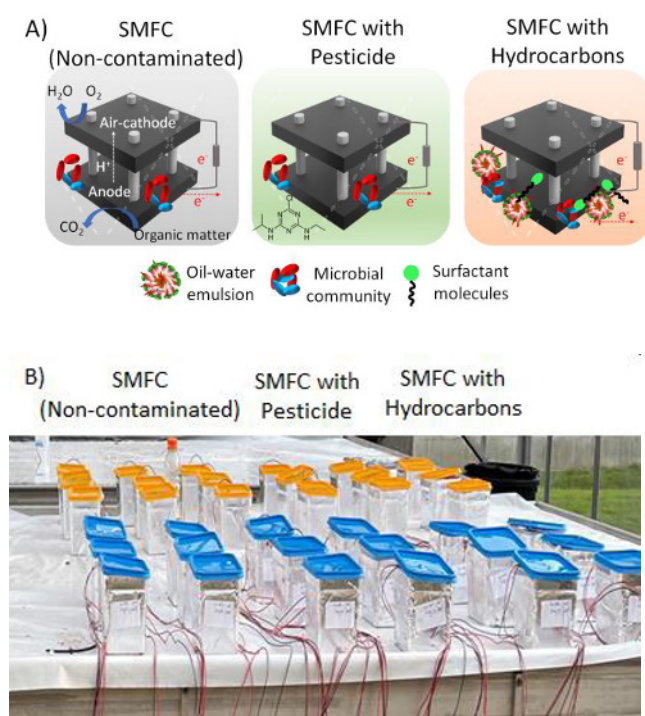 A)
SMFC
(Non-contaminated)
SMFC with
Pesticide
SMFC with
Hydrocarbons
H2O
O2
Air-cathode
H+
Anode
CO2
Organic matter
e-
e-
Cl
N
N
H
N
N
N
H
e-
e-
e-
e-
Oil-water
emulsion
Microbial
community
Surfactant
molecules
B)
SMFC
(Non-contaminated)
SMFC with
Pesticide
SMFC with
Hydrocarbons